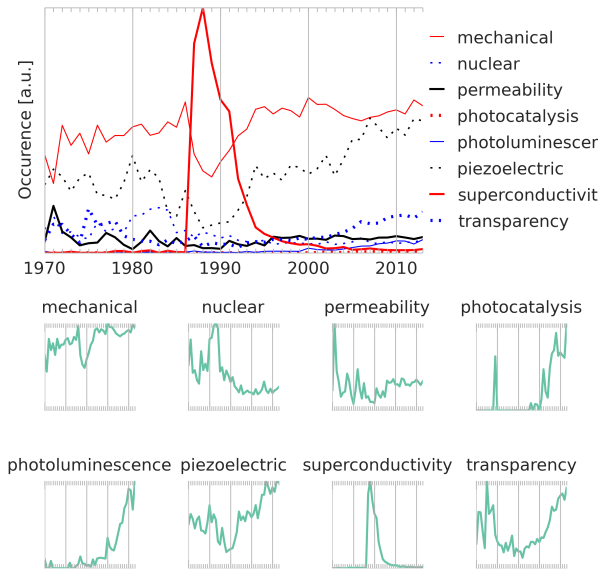 Occurence [a.u.]
mechanical
nuclear
permeability
photocatalysis
photoluminescer
piezoelectric
superconductivit
transparency
1970 1980 1990 2000 2010
mechanical nuclear permeability photocatalysis
photoluminescence piezoelectric superconductivity transparency